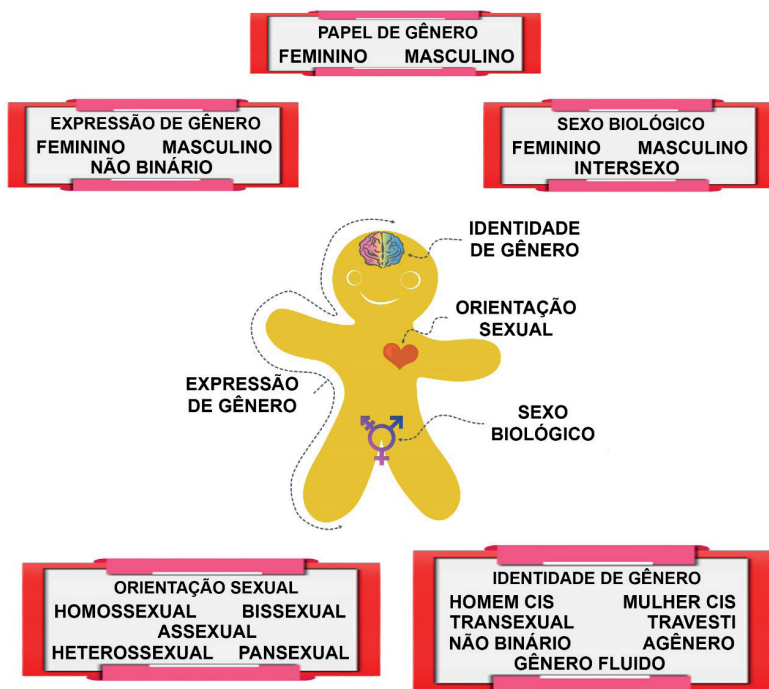 PAPEL DE GÊNERO
FEMININO MASCULINO
EXPRESSÃO DE GÊNERO
FEMININO MASCULINO
NÃO BINÁRIO
SEXO BIOLÓGICO
FEMININO MASCULINO
INTERSEXO
IDENTIDADE
DE GÊNERO
ORIENTAÇÃO
SEXUAL
EXPRESSÃO
DE GÊNERO
SEXO
BIOLÓGICO
ORIENTAÇÃO SEXUAL
HOMOSSEXUAL BISSEXUAL
ASSEXUAL
HETEROSSEXUAL PANSEXUAL
IDENTIDADE DE GÊNERO
HOMEM CIS MULHER CIS
TRANSEXUAL TRAVESTI
NÃO BINÁRIO AGÊNERO
GÊNERO FLUIDO